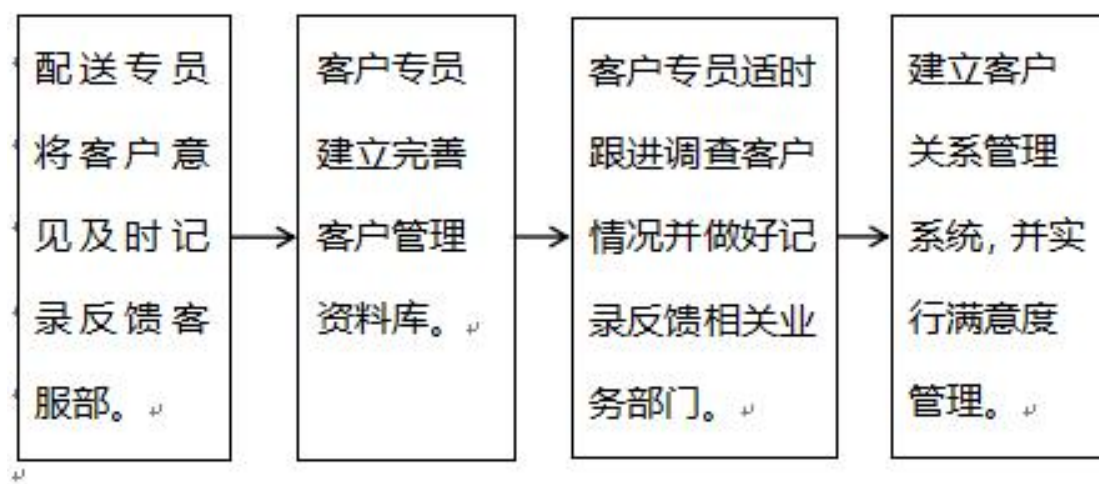 配送专员
将客户意
见及时记
录反馈客
服部。
客户专员
建立完善
客户管理
资料库。
客户专员适时
跟进调查客户
情况并做好记
录反馈相关业
务部门。
建立客户
关系管理
系统,并实
行满意度
管理。